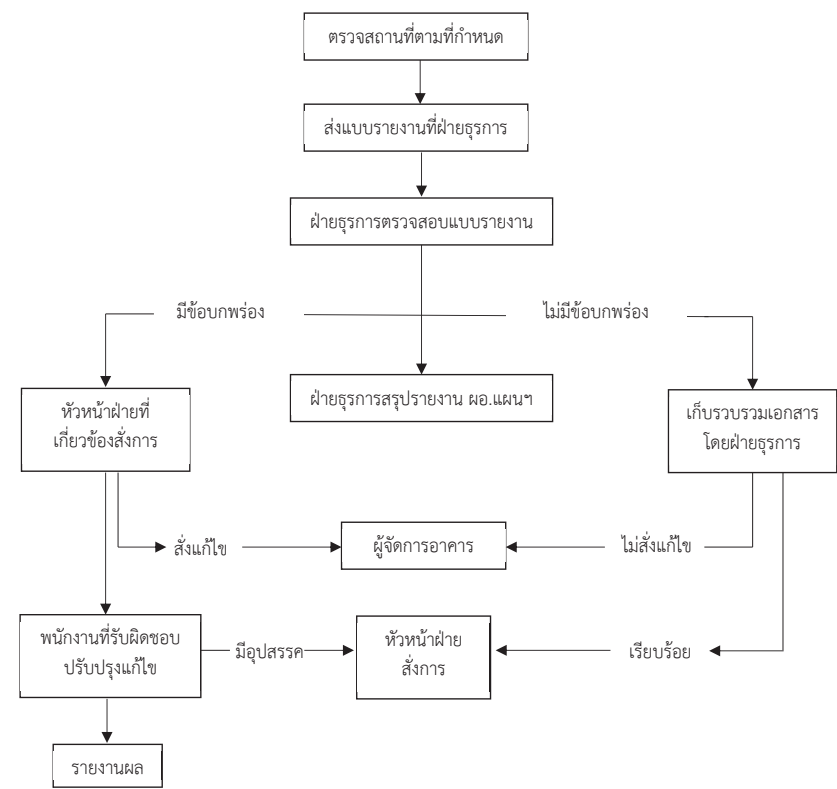 ตรวจสถานที่ตามที่กำหนด
ส่งแบบรายงานที่ฝ่ายธุรการ
ฝ่ายธุรการตรวจสอบแบบรายงาน
มีข้อบกพร่อง
ไม่มีข้อบกพร่อง
ฝ่ายธุรการสรุปรายงาน ผอ.แผนฯ
หัวหน้าฝ่ายที่
เกี่ยวข้องสั่งการ
เก็บรวบรวมเอกสาร
โดยฝ่ายธุรการ
สั่งแก้ไข
ผู้จัดการอาคาร
ไม่สั่งแก้ไข
พนักงานที่รับผิดชอบ
ปรับปรุงแก้ไข
มีอุปสรรค
หัวหน้าฝ่าย
สั่งการ
เรียบร้อย
รายงานผล